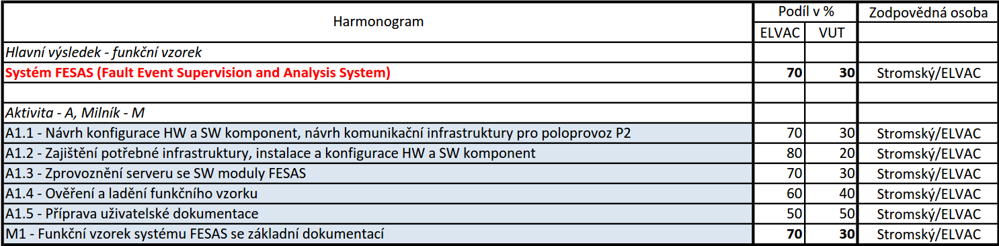 Harmonogram Podíl v % Zodpovědná osoba
ELVAC VUT
Hlavní výsledek - funkční vzorek
Systém FESAS (Fault Event Supervision and Analysis System) 70 30 Stromský/ELVAC
Aktivita - A, Milník - M
A1.1 - Návrh konfigurace HW a SW komponent, návrh komunikační infrastruktury pro poloprovoz P2 70 30 Stromský/ELVAC
A1.2 - Zajištění potřebné infrastruktury, instalace a konfigurace HW a SW komponent 80 20 Stromský/ELVAC
A1.3 - Zprovoznění serveru se SW moduly FESAS 70 30 Stromský/ELVAC
A1.4 - Ověření a ladění funkčního vzorku 60 40 Stromský/ELVAC
A1.5 - Příprava uživatelské dokumentace 50 50 Stromský/ELVAC
M1 - Funkční vzorek systému FESAS se základní dokumentací 70 30 Stromský/ELVAC